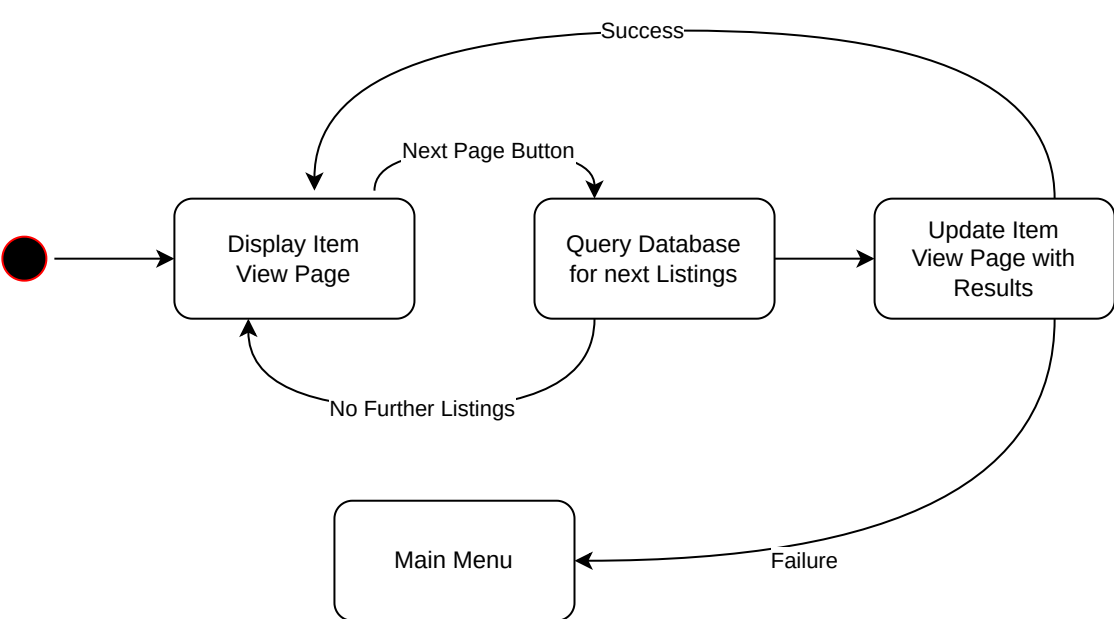 Success
Next Page Button
Display Item
View Page
Query Database
for next Listings
Update Item
View Page with
Results
No Further Listings
Main Menu
Failure